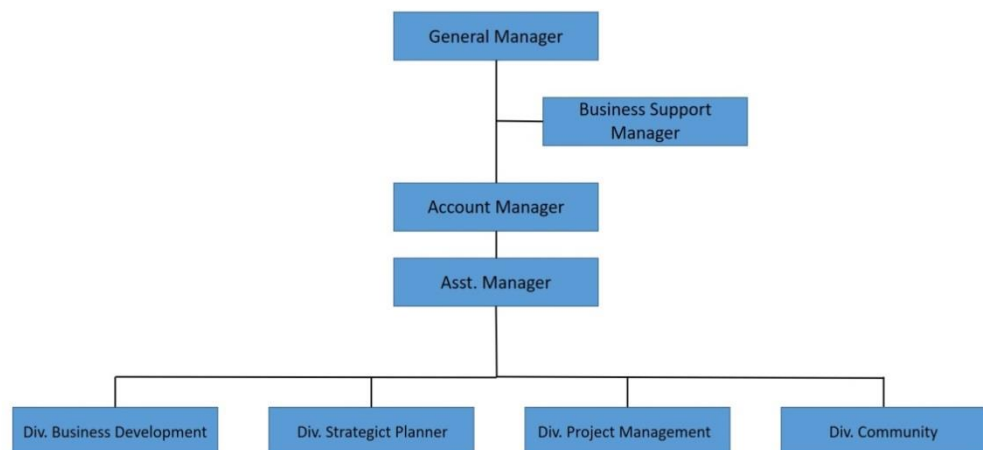 General Manager
Business Support
Manager
Account Manager
Asst. Manager
Div. Business Development
Div. Strategict Planner
Div. Project Management
Div. Community